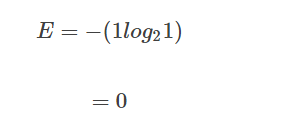 E = −(1log₂1)
= 0